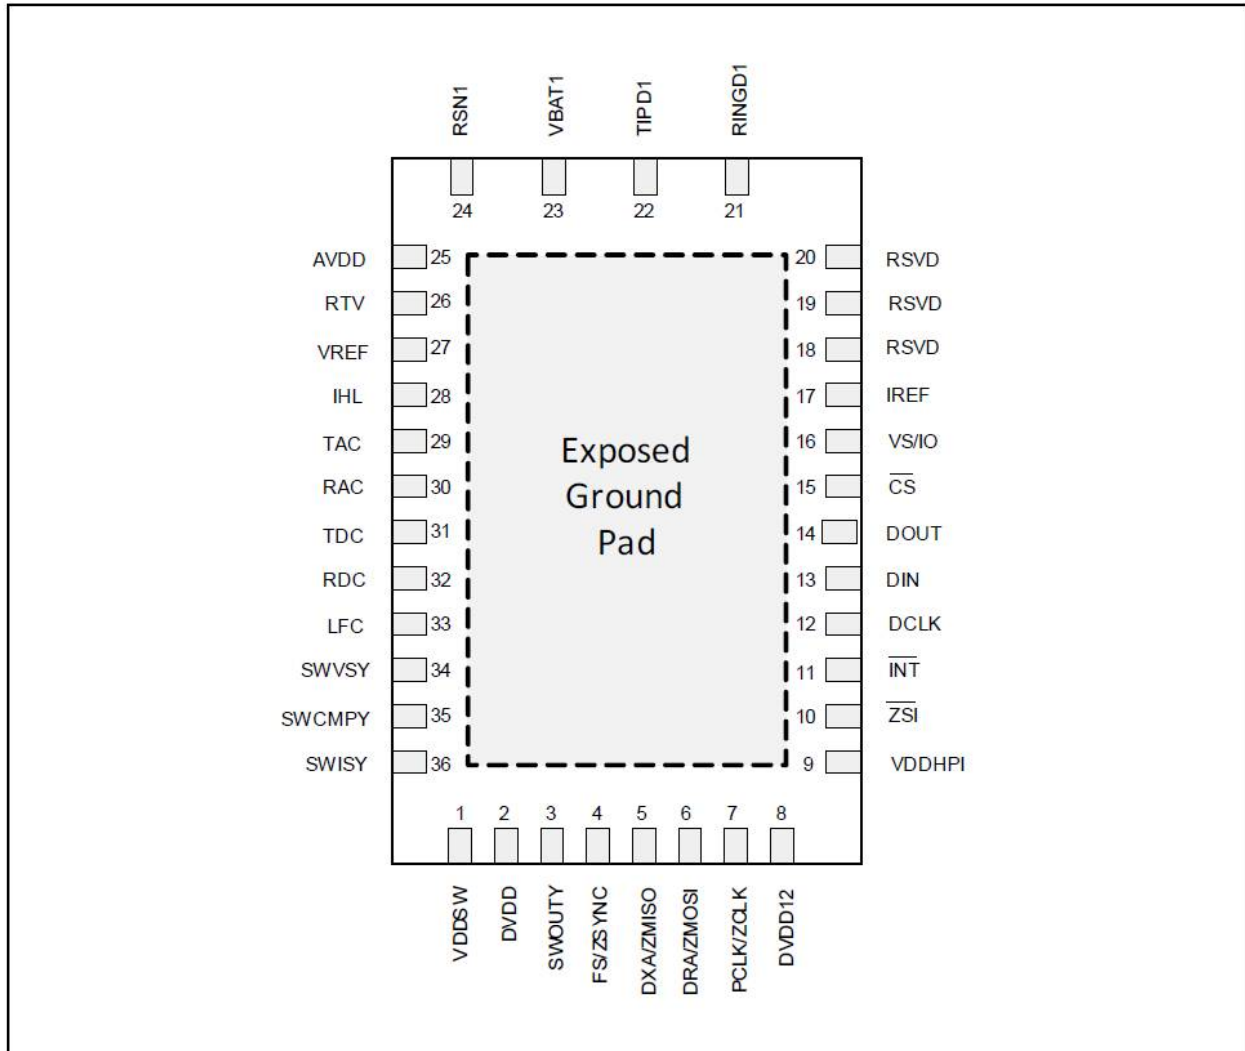 RSN1 VBAT1 TIPD1 RINGD1
24 23 22 21
AVDD 25 20 RSVD
RTV 26 19 RSVD
VREF 27 18 RSVD
IHL 28 17 IREF
TAC 29 16 VS/IO
RAC 30 15 C̅S̅
TDC 31 14 DOUT
RDC 32 13 DIN
LFC 33 12 DCLK
SWVSY 34 11 I̅N̅T̅
SWCMPY 35 10 Z̅S̅I̅
SWISY 36 9 VDDHPI
Exposed
Ground
Pad
1 2 3 4 5 6 7 8
VDDSW DVDD SWOUTY FS/ZSYNC DXA/ZMISO DRA/ZMOSI PCLK/ZCLK DVDD12